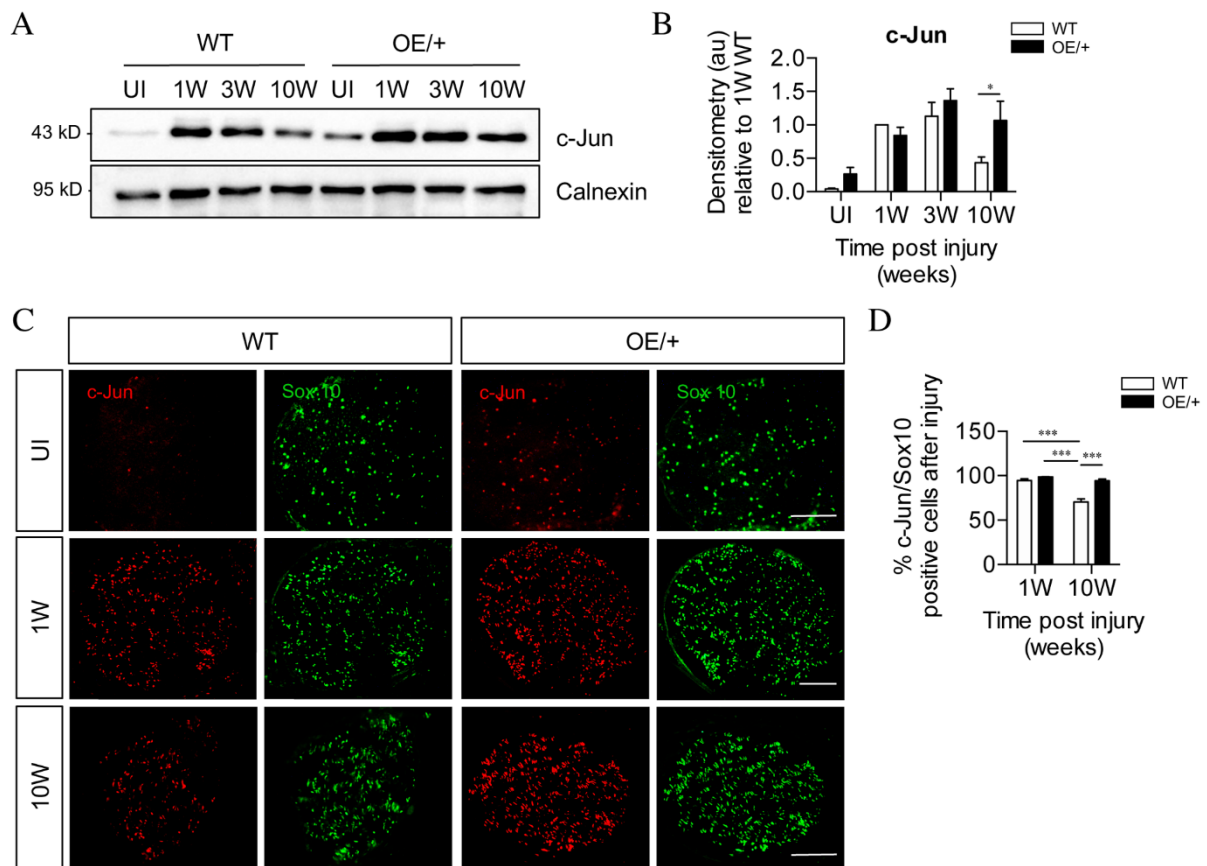 A
WT OE/+
UI 1W 3W 10W UI 1W 3W 10W
43 kD c-Jun
95 kD Calnexin
B
c-Jun
WT
OE/+
Densitometry (au)
relative to 1W WT
2.0
1.5
1.0
0.5
0.0
*
UI 1W 3W 10W
Time post injury
(weeks)
C
WT OE/+
UI
c-Jun Sox 10 c-Jun Sox 10
1W
10W
D
WT
OE/+
% c-Jun/Sox10
positive cells after injury
150
100
50
0
***
*** ***
1W 10W
Time post injury
(weeks)